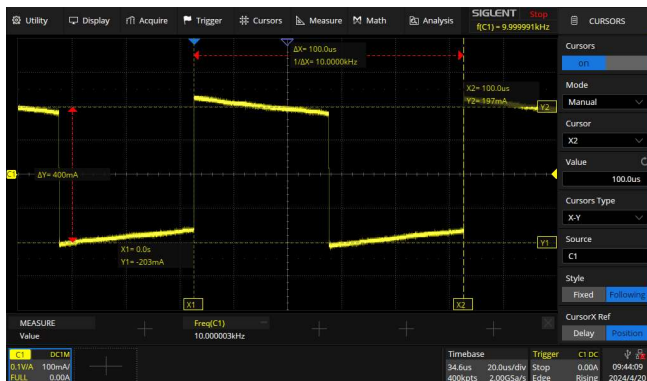 Utility Display Acquire Trigger Cursors Measure Math Analysis SIGLENT Stop
f(C1) = 9.999991kHz
CURSORS
ΔX= 100.0us
1/ΔX= 10.0000kHz
X2= 100.0us
Y2= 197mA
Y2
C1
ΔY= 400mA
X1= 0.0s
Y1= -203mA
Y1
X1 X2
Cursors
on
Mode
Manual
Cursor
X2
Value
100.0us
Cursors Type
X-Y
Source
C1
Style
Fixed Following
CursorX Ref
Delay Position
MEASURE Freq(C1)
Value 10.000003kHz
C1 DC1M
0.1V/A 100mA/
FULL 0.00A
Timebase Trigger C1 DC
34.6us 20.0us/div Stop 0.00A 09:44:09
400kpts 2.00GSa/s Edge Rising 2024/4/20